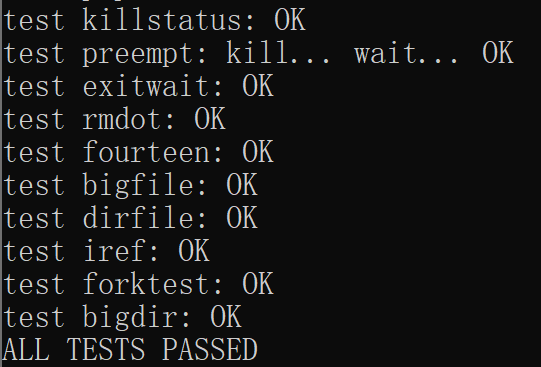 test killstatus: OK
test preempt: kill... wait... OK
test exitwait: OK
test rmdot: OK
test fourteen: OK
test bigfile: OK
test dirfile: OK
test iref: OK
test forktest: OK
test bigdir: OK
ALL TESTS PASSED